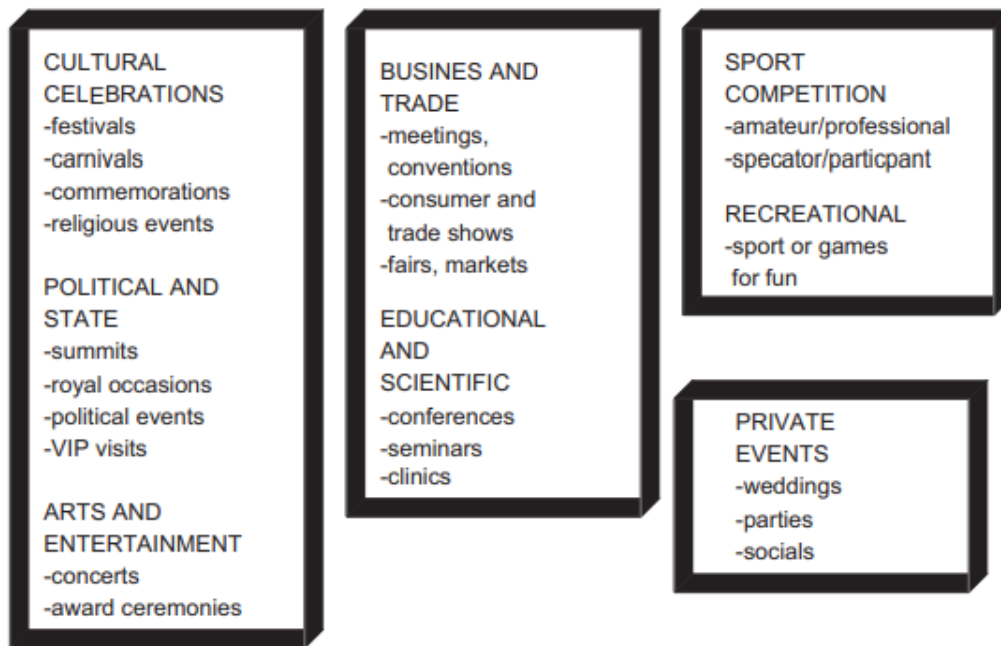 CULTURAL
CELEBRATIONS
-festivals
-carnivals
-commemorations
-religious events
POLITICAL AND
STATE
-summits
-royal occasions
-political events
-VIP visits
ARTS AND
ENTERTAINMENT
-concerts
-award ceremonies
BUSINES AND
TRADE
-meetings,
conventions
-consumer and
trade shows
-fairs, markets
EDUCATIONAL
AND
SCIENTIFIC
-conferences
-seminars
-clinics
SPORT
COMPETITION
-amateur/professional
-specator/particpant
RECREATIONAL
-sport or games
for fun
PRIVATE
EVENTS
-weddings
-parties
-socials